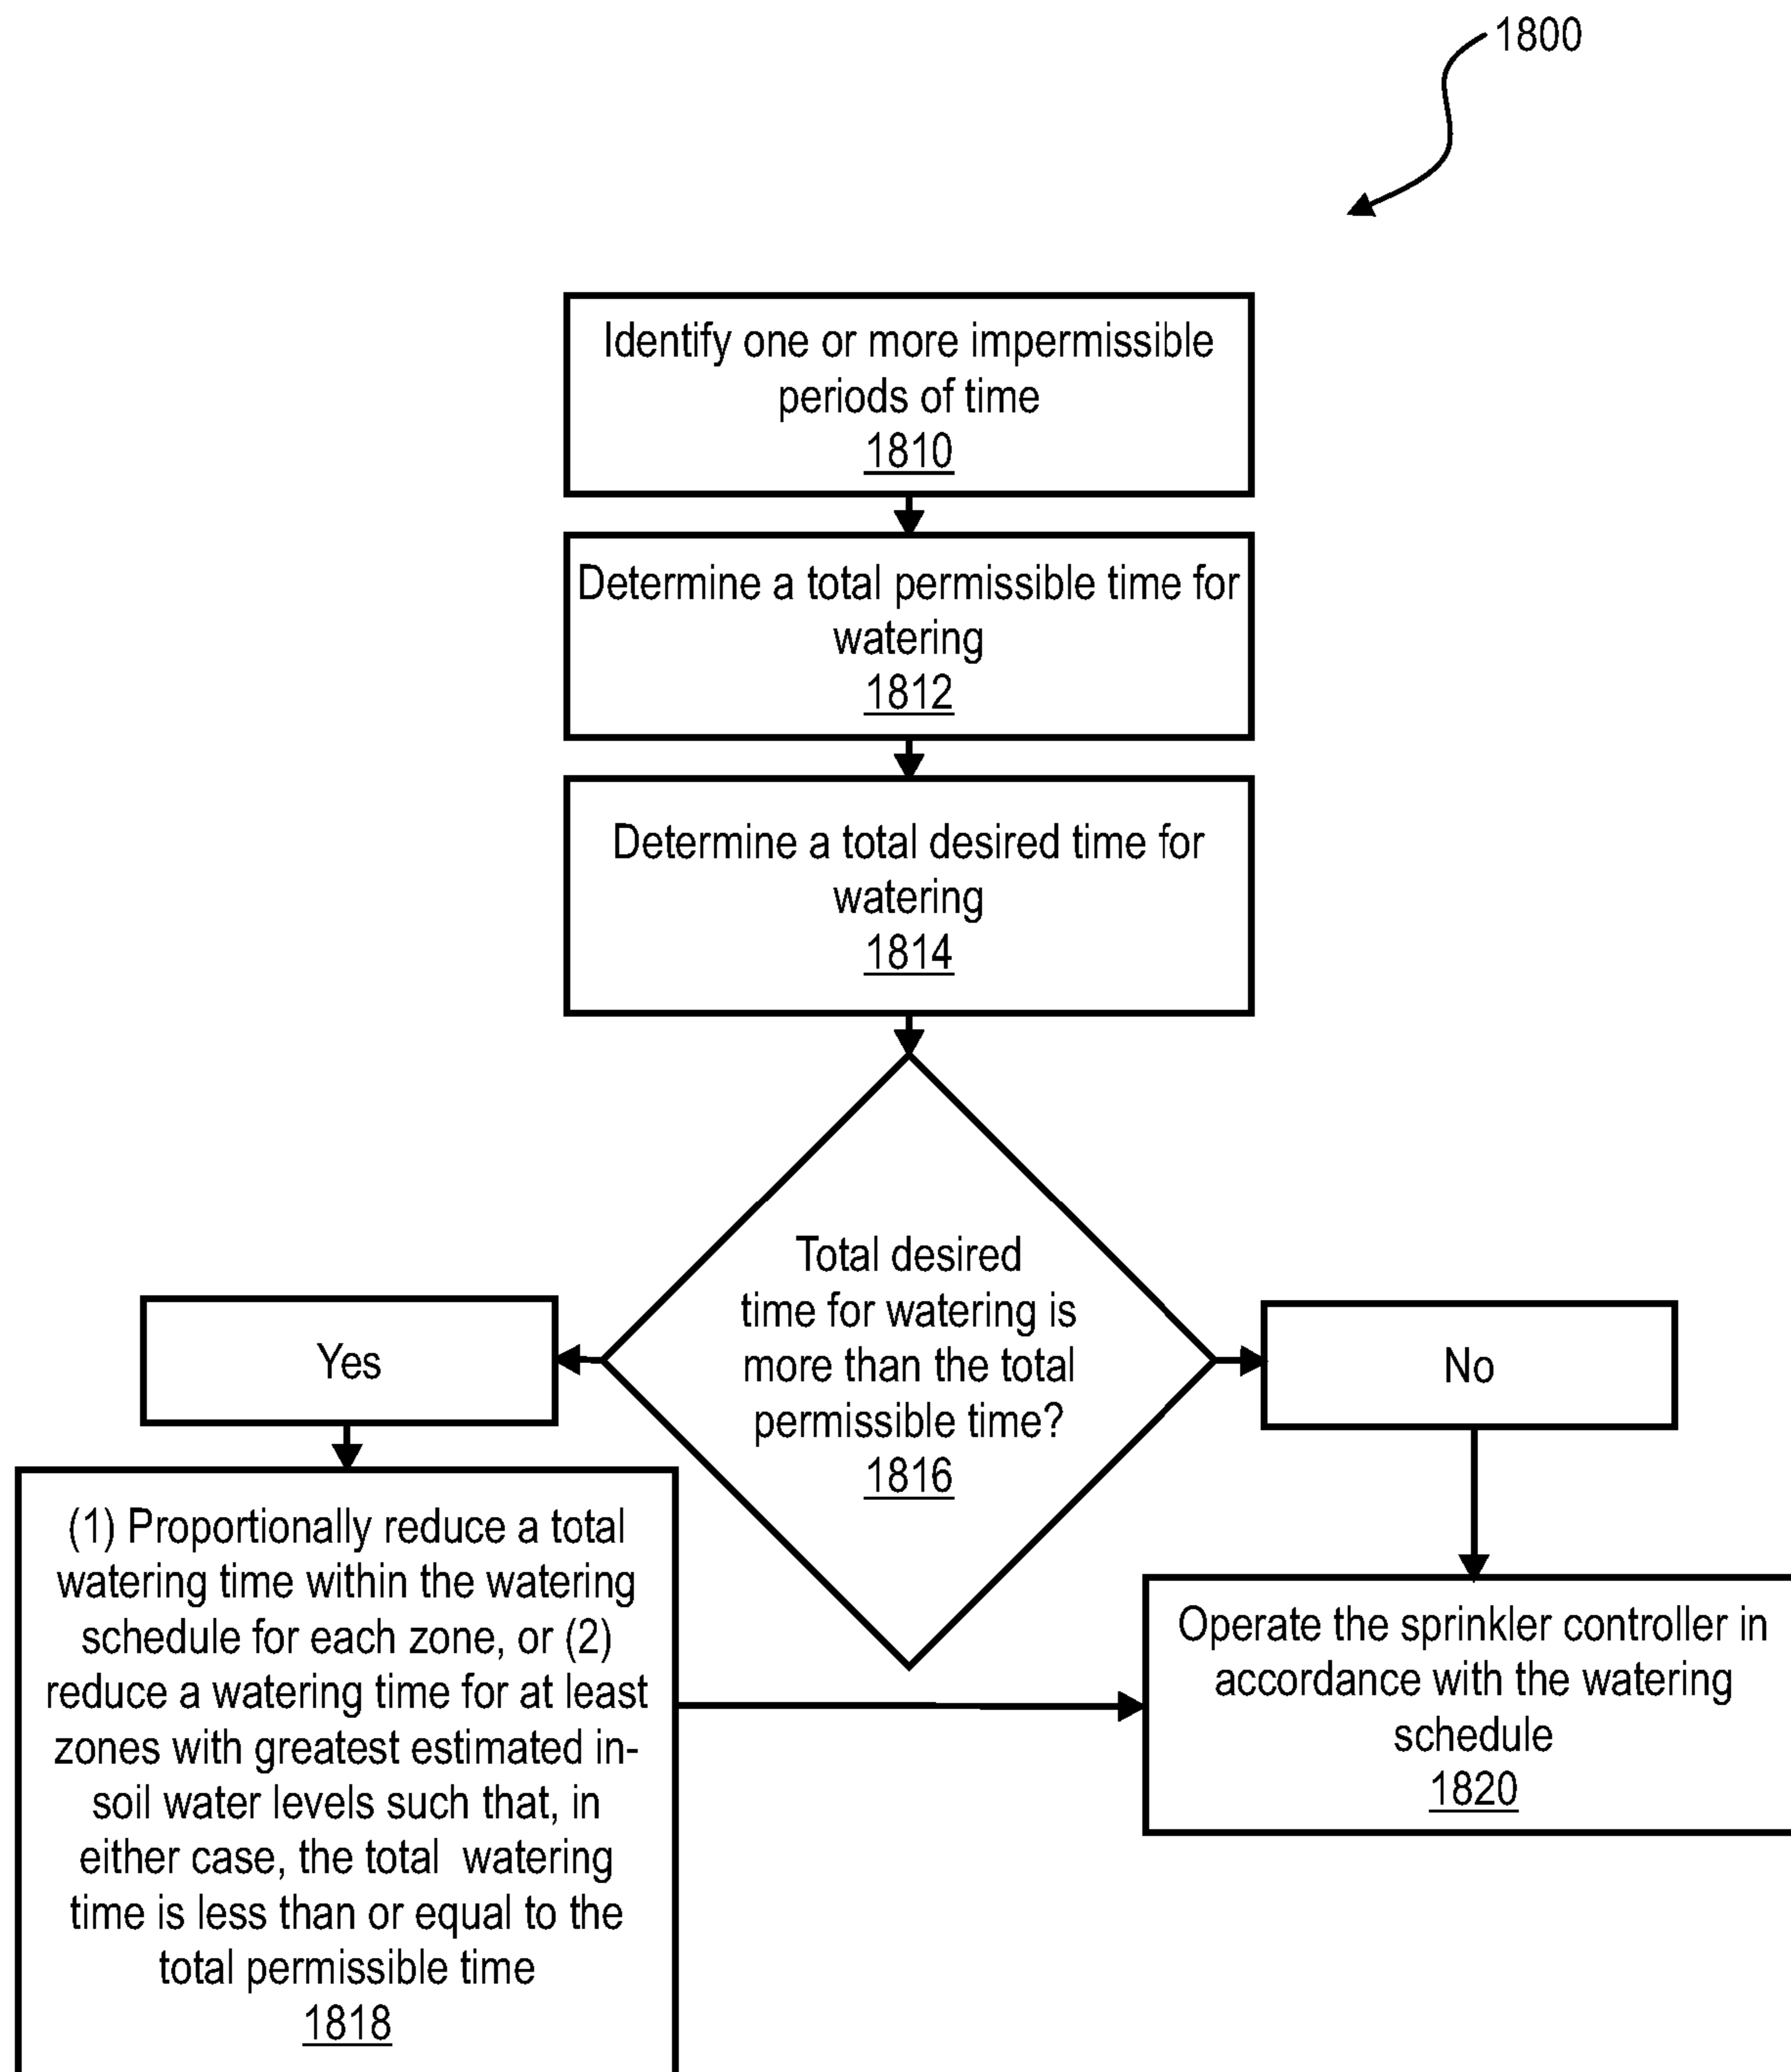 1800
Identify one or more impermissible
periods of time
1810
Determine a total permissible time for
watering
1812
Determine a total desired time for
watering
1814
Total desired
time for watering is
more than the total
permissible time?
1816
Yes
No
(1) Proportionally reduce a total
watering time within the watering
schedule for each zone, or (2)
reduce a watering time for at least
zones with greatest estimated in-
soil water levels such that, in
either case, the total watering
time is less than or equal to the
total permissible time
1818
Operate the sprinkler controller in
accordance with the watering
schedule
1820